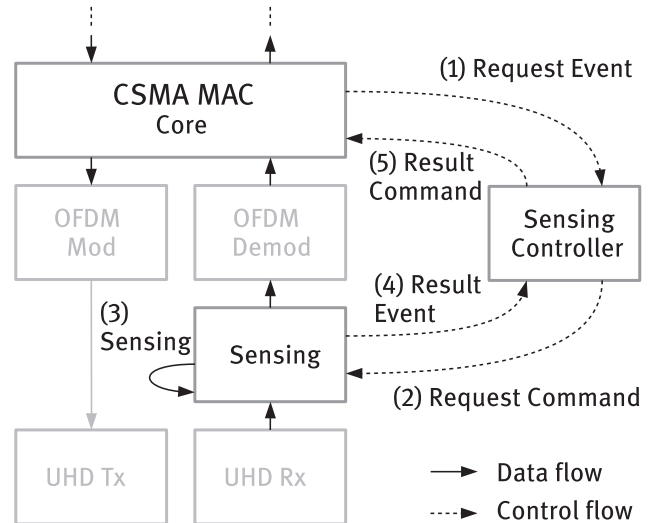 (1) Request Event
CSMA MAC
Core
(5) Result
Command
OFDM
Mod
OFDM
Demod
Sensing
Controller
(4) Result
Event
(3)
Sensing
Sensing
(2) Request Command
UHD Tx
UHD Rx
Data flow
Control flow